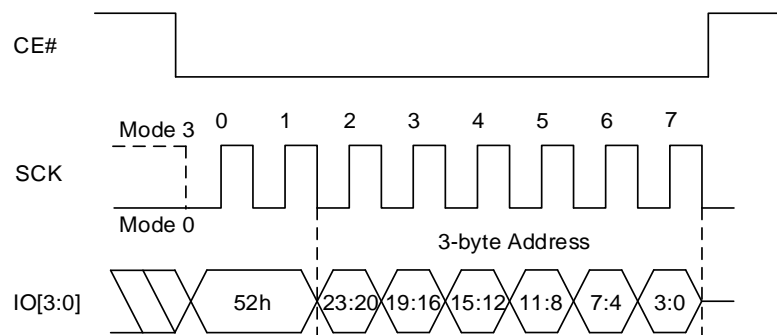 CE#
0 1 2 3 4 5 6 7
Mode 3
SCK
Mode 0
3-byte Address
IO[3:0]
52h 23:20 19:16 15:12 11:8 7:4 3:0